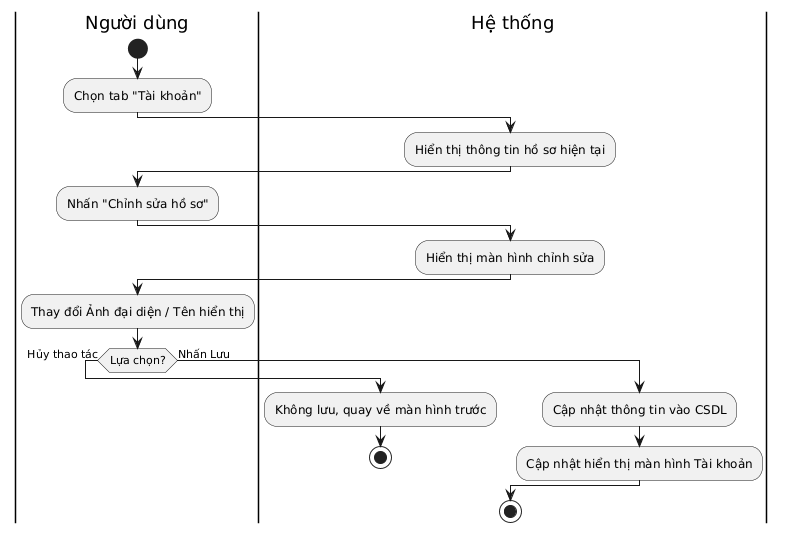 Người dùng
Hệ thống
Chọn tab "Tài khoản"
Hiển thị thông tin hồ sơ hiện tại
Nhấn "Chỉnh sửa hồ sơ"
Hiển thị màn hình chỉnh sửa
Thay đổi Ảnh đại diện / Tên hiển thị
Hủy thao tác
Lựa chọn?
Nhấn Lưu
Không lưu, quay về màn hình trước
Cập nhật thông tin vào CSDL
Cập nhật hiển thị màn hình Tài khoản